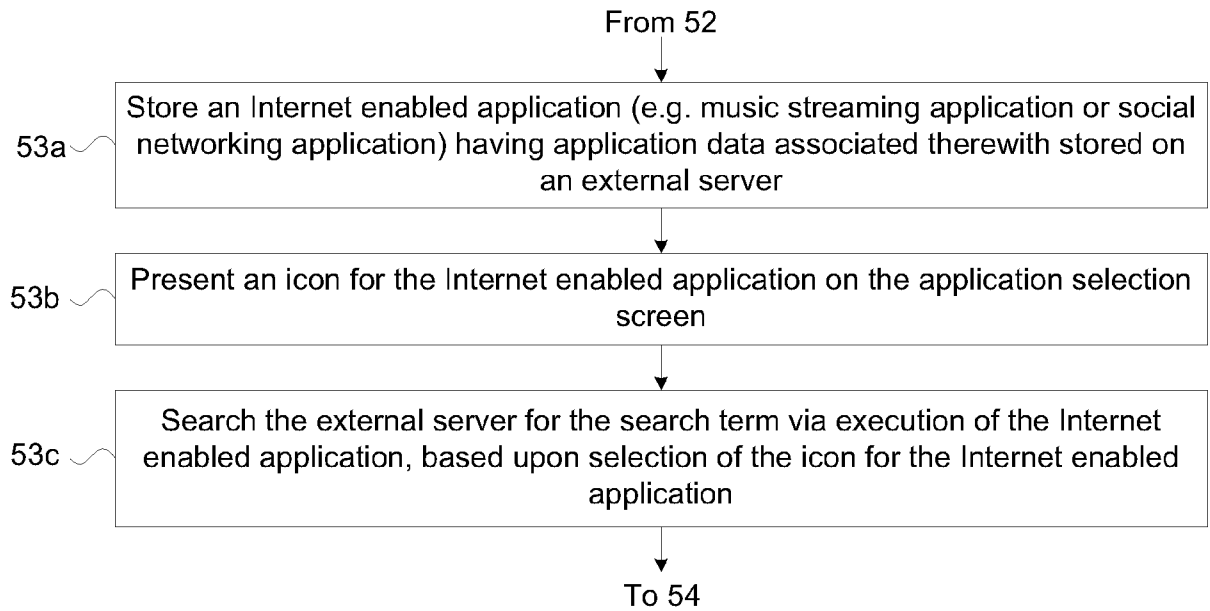 From 52
Store an Internet enabled application (e.g. music streaming application or social
53a
networking application) having application data associated therewith stored on
an external server
53b
Present an icon for the Internet enabled application on the application selection
screen
Search the external server for the search term via execution of the Internet
53c
enabled application, based upon selection of the icon for the Internet enabled
application
To 54